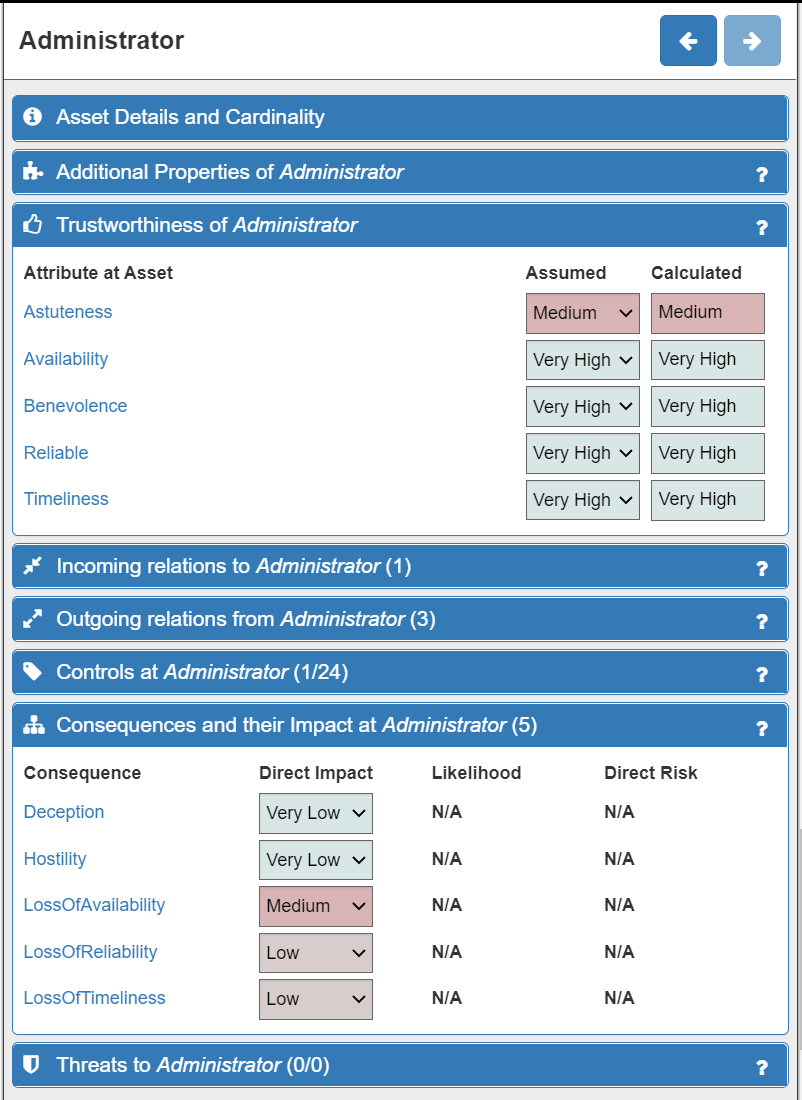 Administrator
Asset Details and Cardinality
Additional Properties of Administrator ?
Trustworthiness of Administrator ?
Attribute at Asset Assumed Calculated
Astuteness Medium Medium
Availability Very High Very High
Benevolence Very High Very High
Reliable Very High Very High
Timeliness Very High Very High
Incoming relations to Administrator (1) ?
Outgoing relations from Administrator (3) ?
Controls at Administrator (1/24) ?
Consequences and their Impact at Administrator (5) ?
Consequence Direct Impact Likelihood Direct Risk
Deception Very Low N/A N/A
Hostility Very Low N/A N/A
LossOfAvailability Medium N/A N/A
LossOfReliability Low N/A N/A
LossOfTimeliness Low N/A N/A
Threats to Administrator (0/0) ?